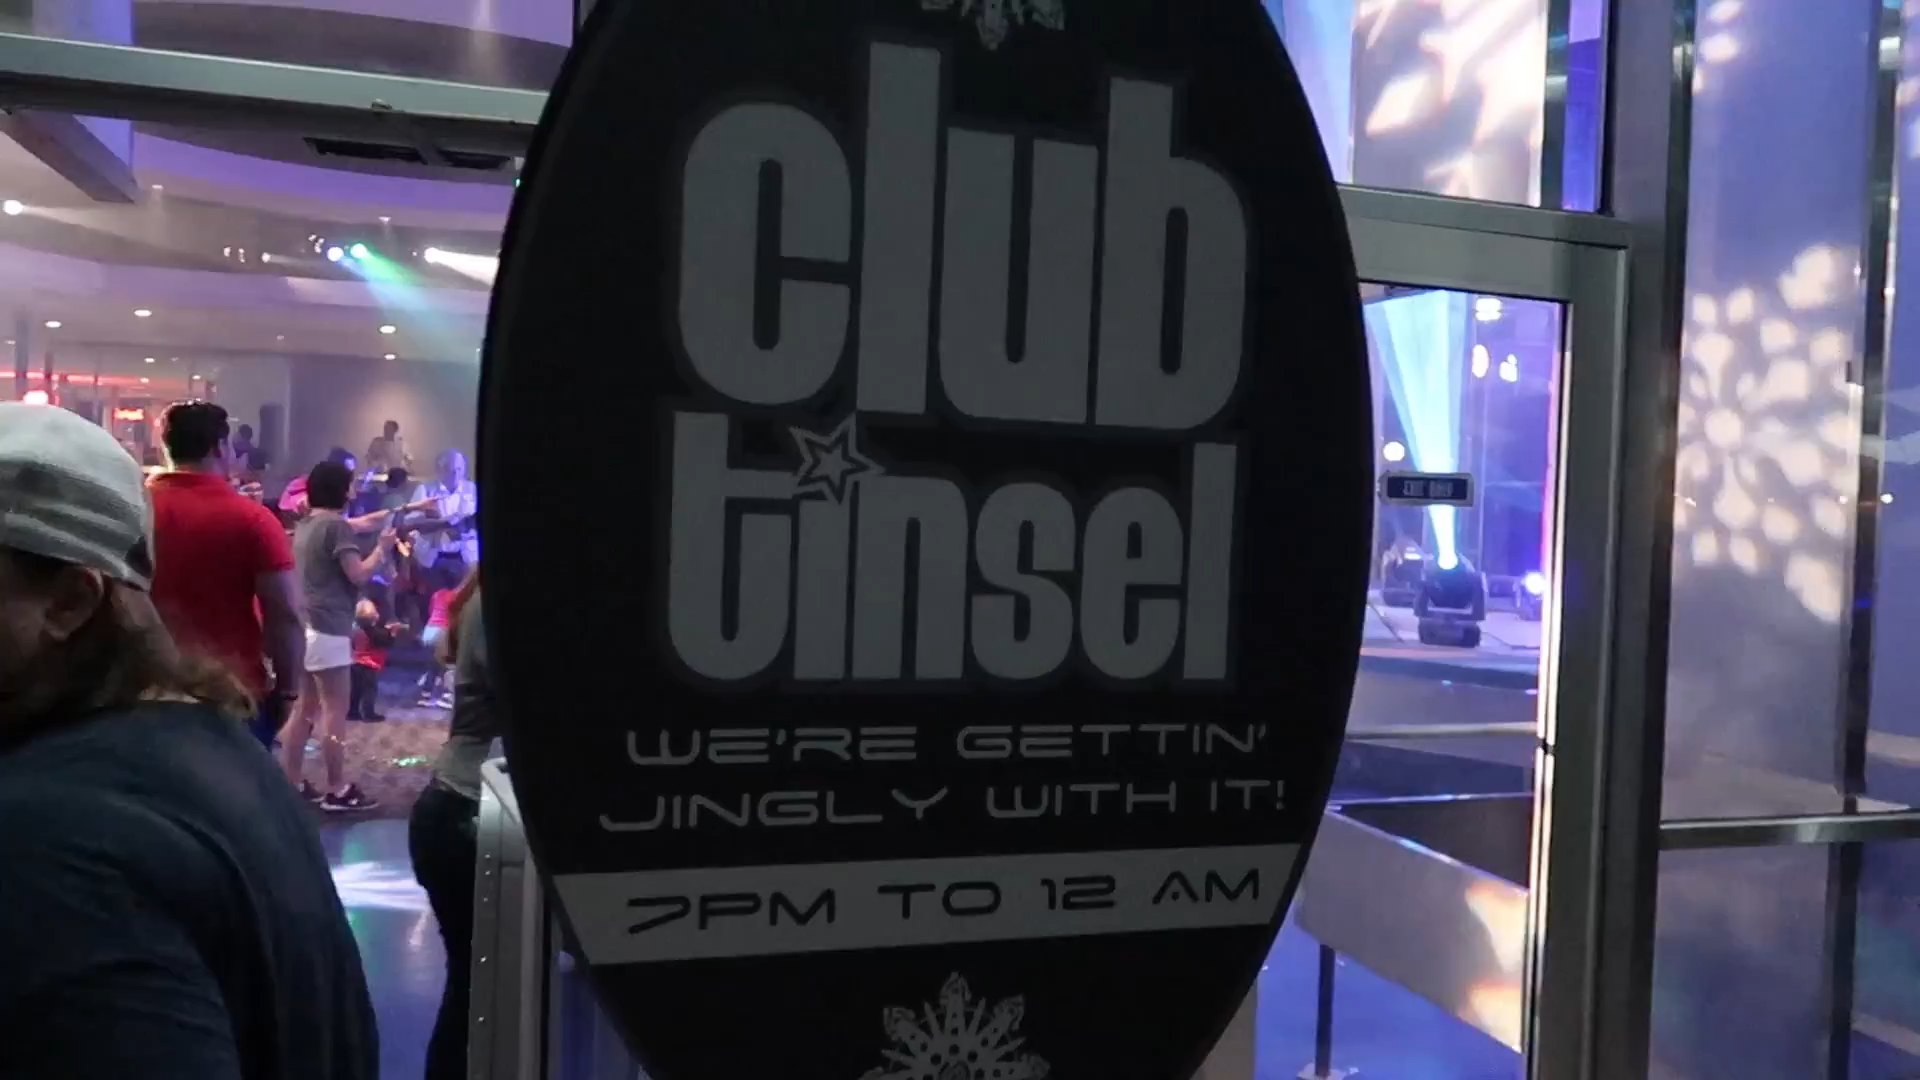 club
tinsel
WE'RE GETTIN'
JINGLY WITH IT!
7PM TO 12 AM